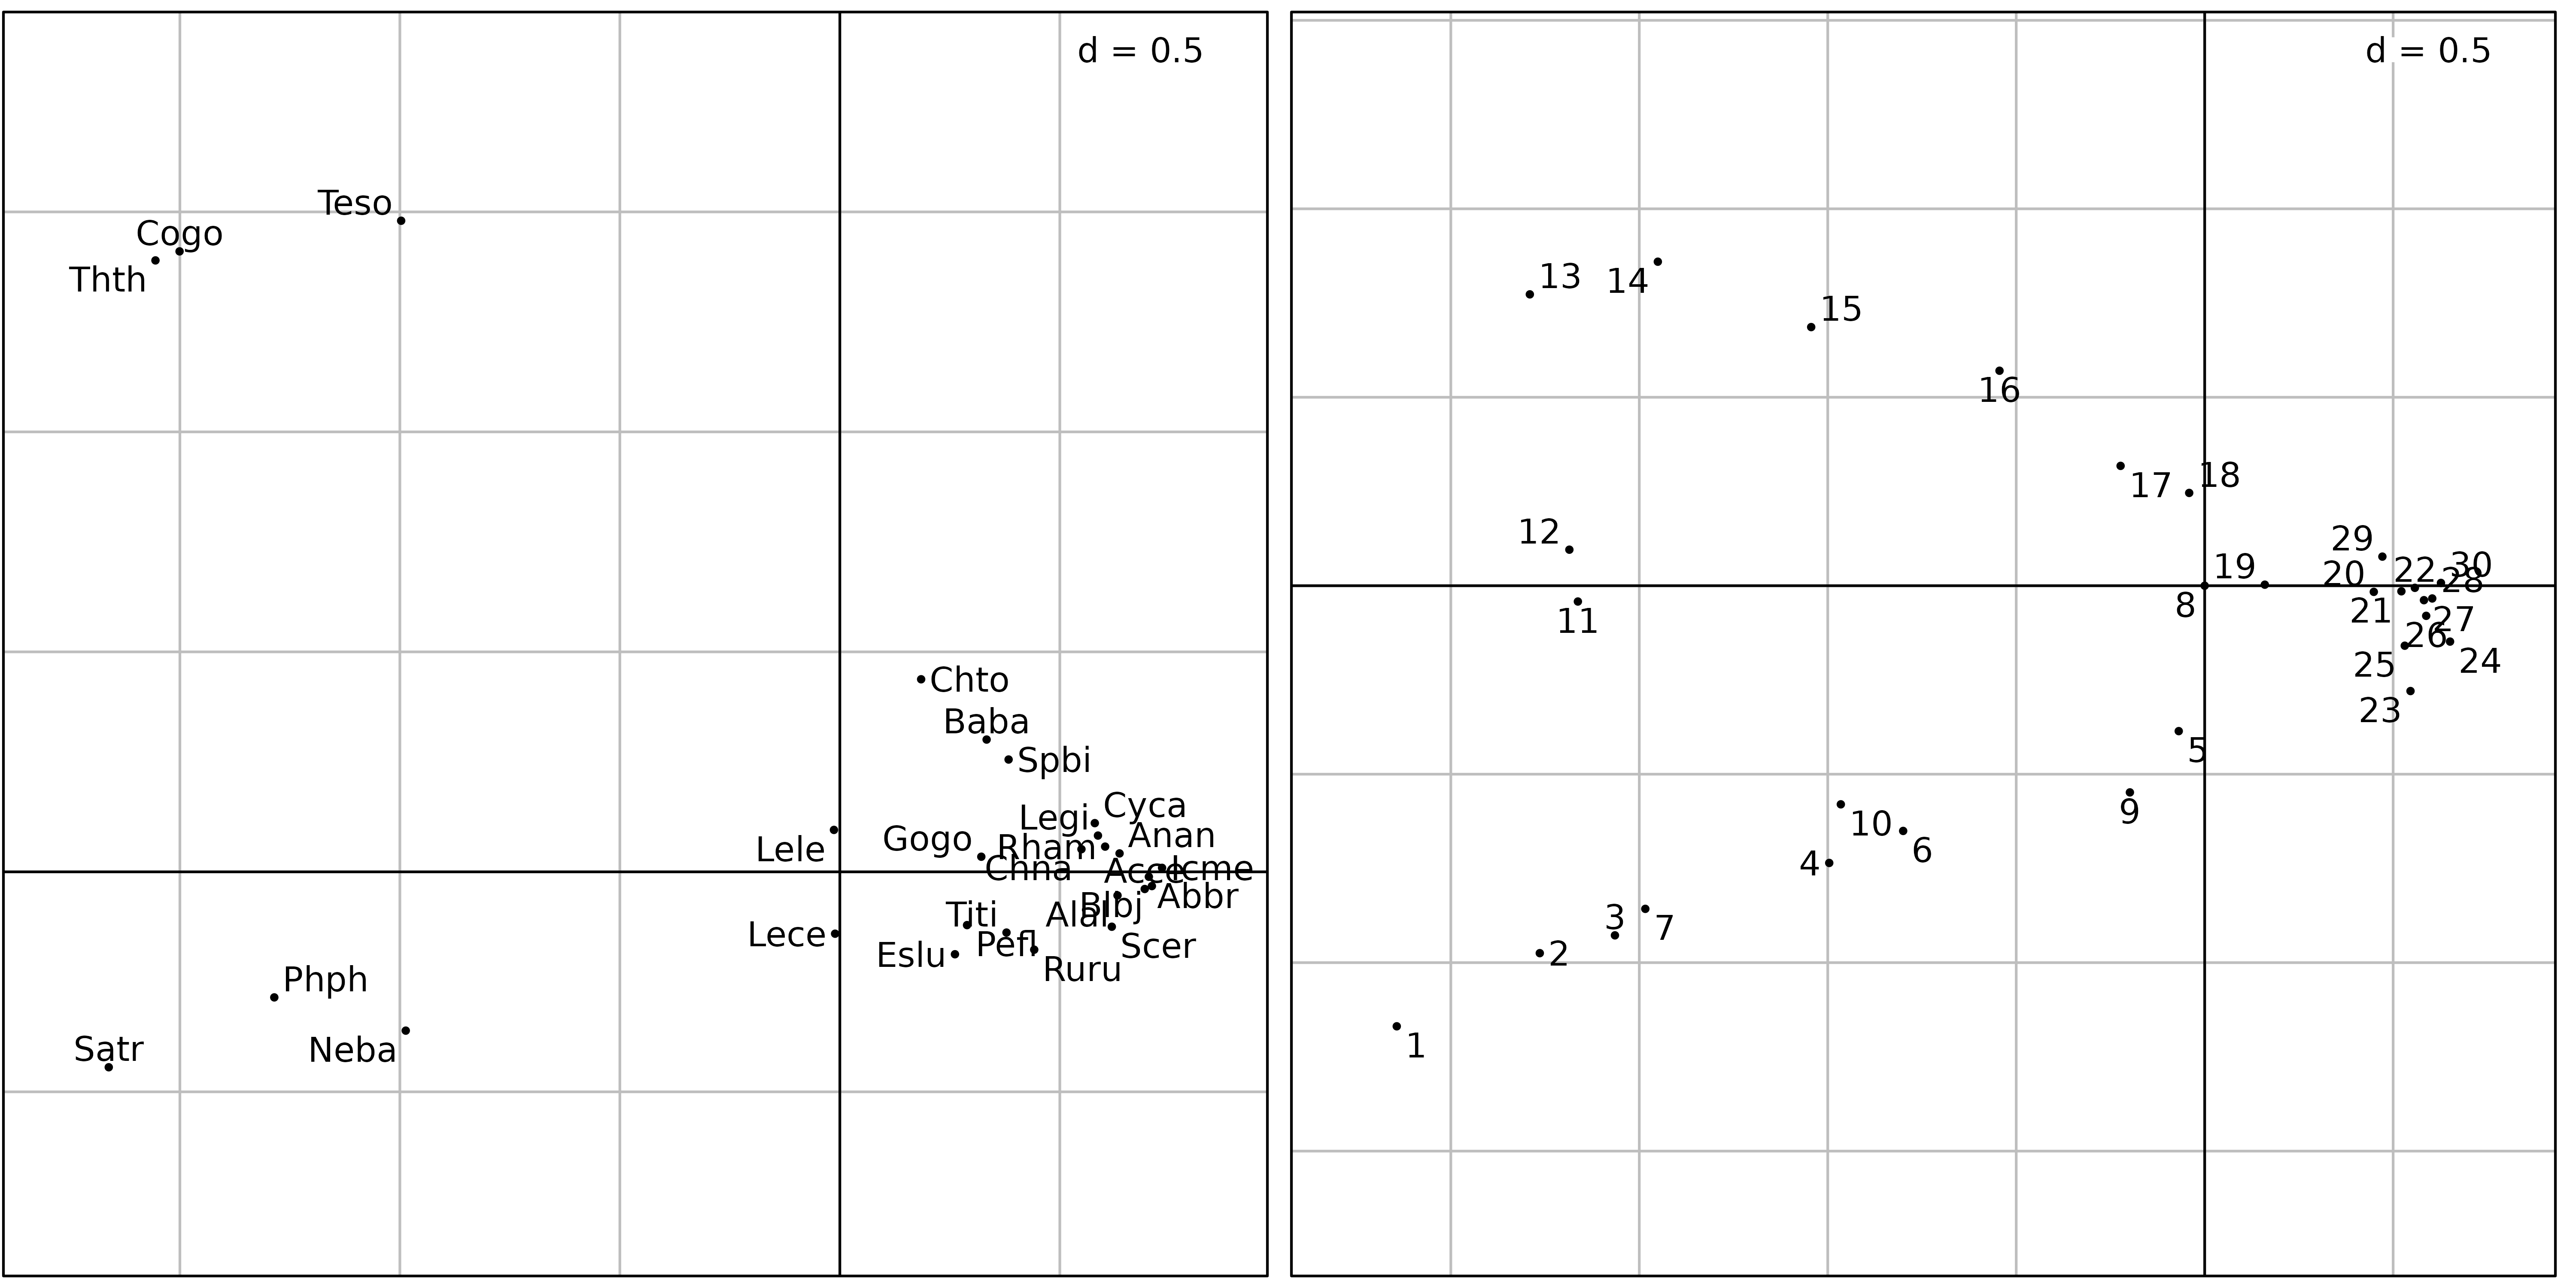 d = 0.5
Teso
Cogo
Thth
Chto
Baba
Spbi
Cyca
Legi
Anan
Gogo
Rham
Lele
Chna
Acce
Icme
Abbr
Blbj
Titi
Alal
Lece
Pefl
Scer
Eslu
Ruru
Phph
Satr
Neba
d = 0.5
13
14
15
16
17
18
12
29
19
20
22
30
28
11
8
21
27
26
25
24
23
5
10
9
6
4
3
7
2
1